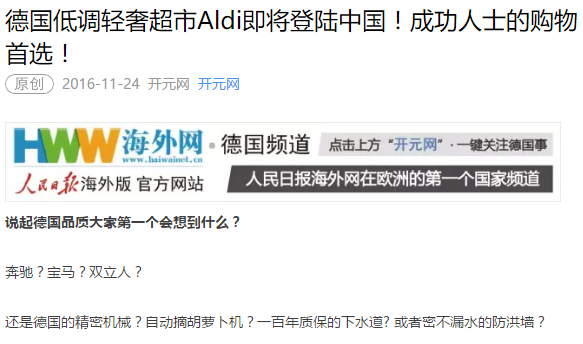 德国低调轻奢超市Aldi即将登陆中国！成功人士的购物
首选！
原创 2016-11-24 开元网 开元网
HWW 海外网 · 德国频道 点击上方“开元网”·一键关注德国事
www.haiwainet.cn
人民日报海外版 官方网站 人民日报海外网在欧洲的第一个国家频道
说起德国品质大家第一个会想到什么？
奔驰？宝马？双立人？
还是德国的精密机械？自动摘胡萝卜机？一百年质保的下水道? 或者密不漏水的防洪墙？